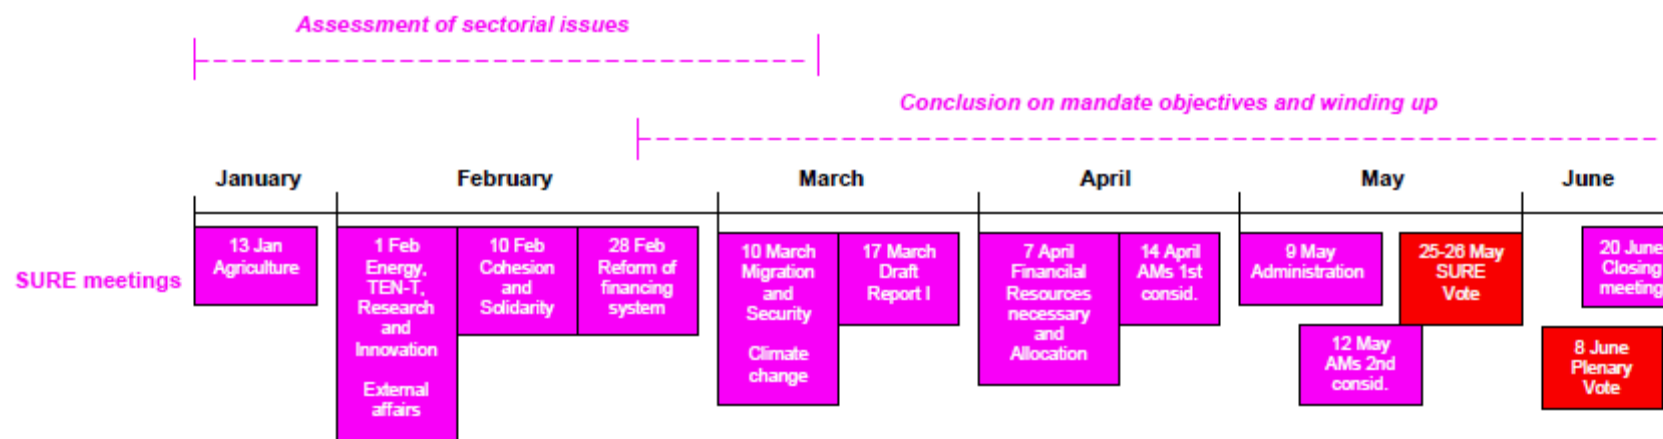 Assessment of sectorial issues
Conclusion on mandate objectives and winding up
January
February
March
April
May
June
SURE meetings
13 Jan
Agriculture
1 Feb
Energy,
TEN-T,
Research
and
Innovation
External
affairs
10 Feb
Cohesion
and
Solidarity
28 Feb
Reform of
financing
system
10 March
Migration
and
Security
Climate
change
17 March
Draft
Report I
7 April
Financilal
Resources
necessary
and
Allocation
14 April
AMs 1st
consid.
9 May
Administration
12 May
AMs 2nd
consid.
25-26 May
SURE
Vote
20 June
Closing
meeting
8 June
Plenary
Vote